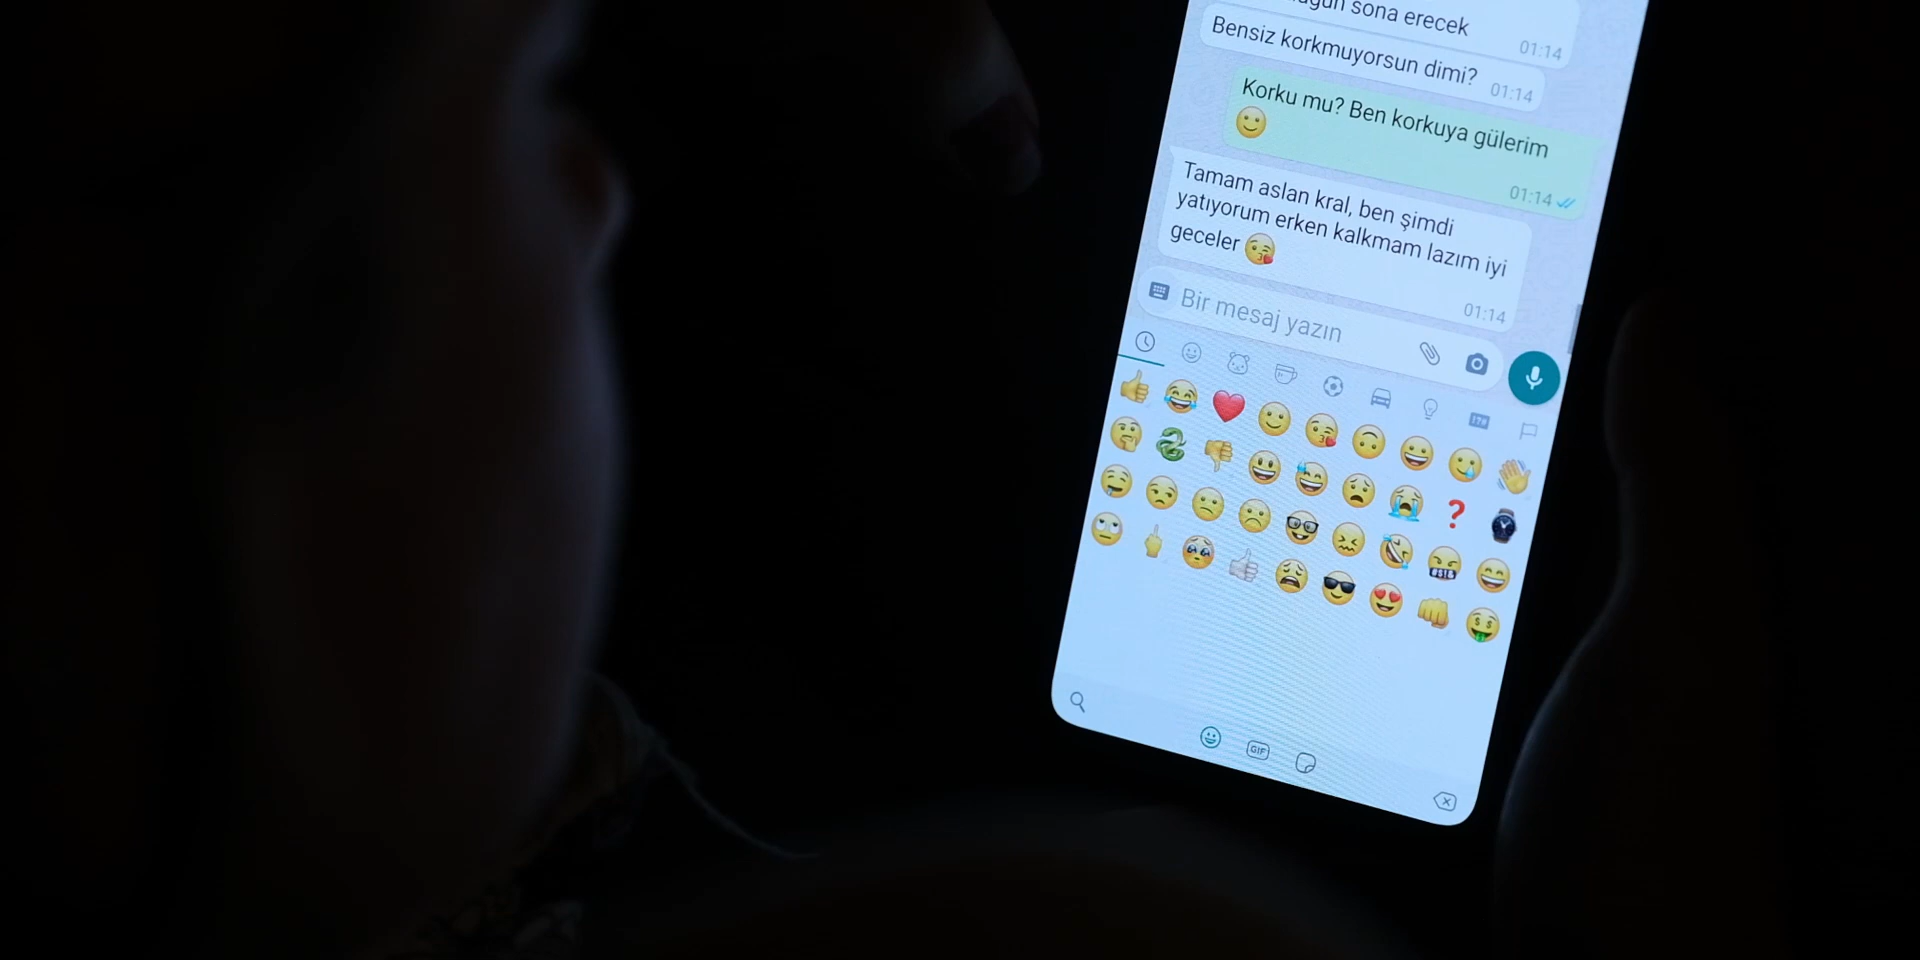 sona erecek
01:14
Bensiz korkmuyorsun dimi?
01:14
Korku mu? Ben korkuya gülerim
🙂
01:14
Tamam aslan kral, ben şimdi
yatıyorum erken kalkmam lazım iyi
geceler 😘
01:14
Bir mesaj yazın
GIF